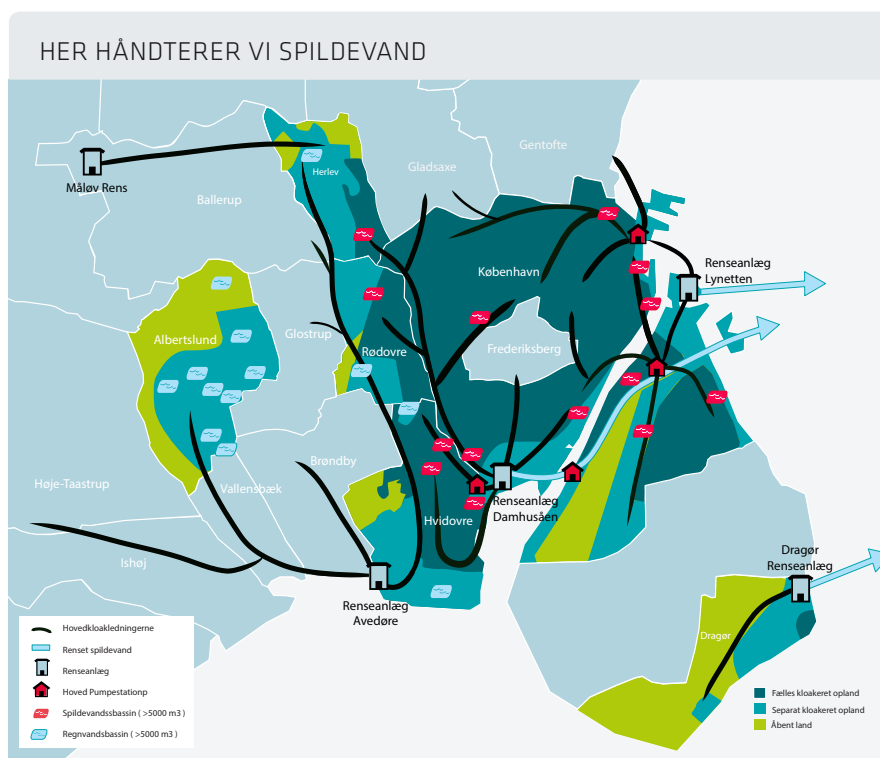 HER HÅNDTERER VI SPILDEVAND
Gentofte
Gladsaxe
Herlev
Måløv Rens
Ballerup
København
Renseanlæg
Lynetten
Albertslund
Glostrup
Rødovre
Frederiksberg
Brøndby
Høje-Taastrup
Vallensbæk
Renseanlæg
Damhusåen
Hvidovre
Ishøj
Dragør
Renseanlæg
Renseanlæg
Avedøre
Dragør
Hovedkloakledningerne
Renset spildevand
Renseanlæg
Hoved Pumpestationp
Spildevandssbassin ( >5000 m3 )
Regnvandsbassin ( >5000 m3 )
Fælles kloakeret opland
Separat kloakeret opland
Åbent land